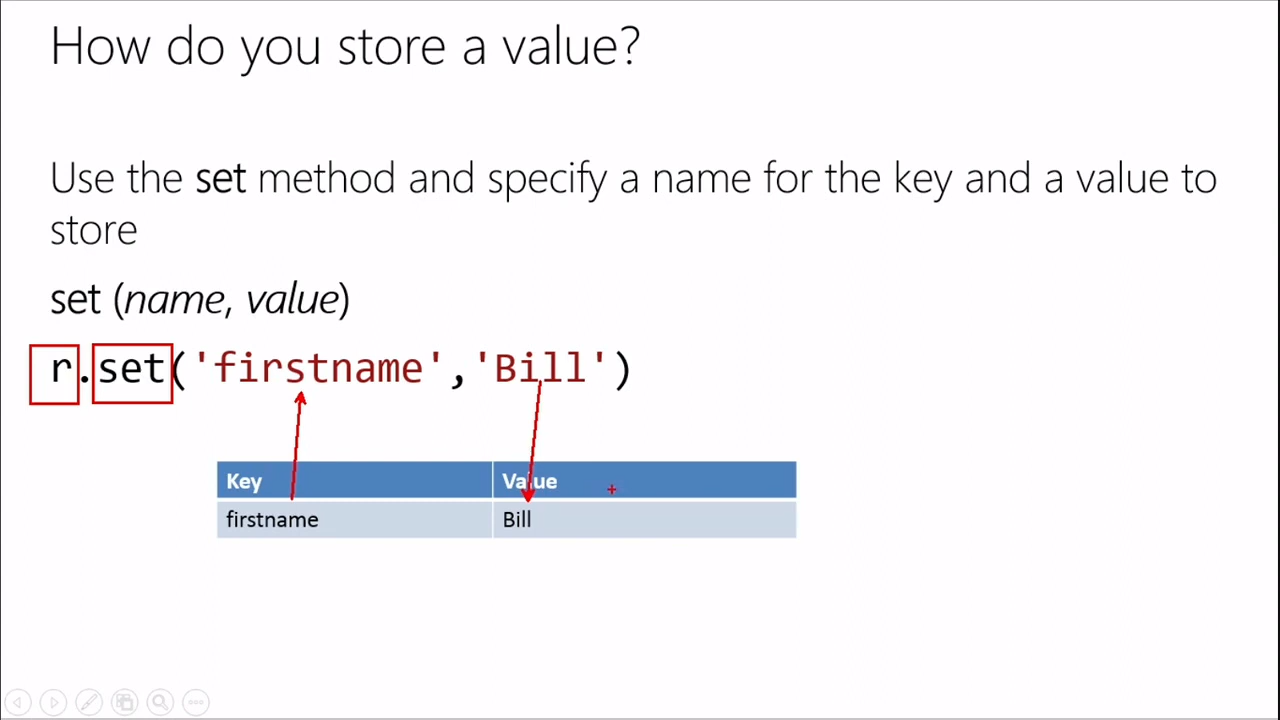 How do you store a value?
Use the set method and specify a name for the key and a value to
store
set (name, value)
r.set('firstname','Bill')
Key Value
firstname Bill